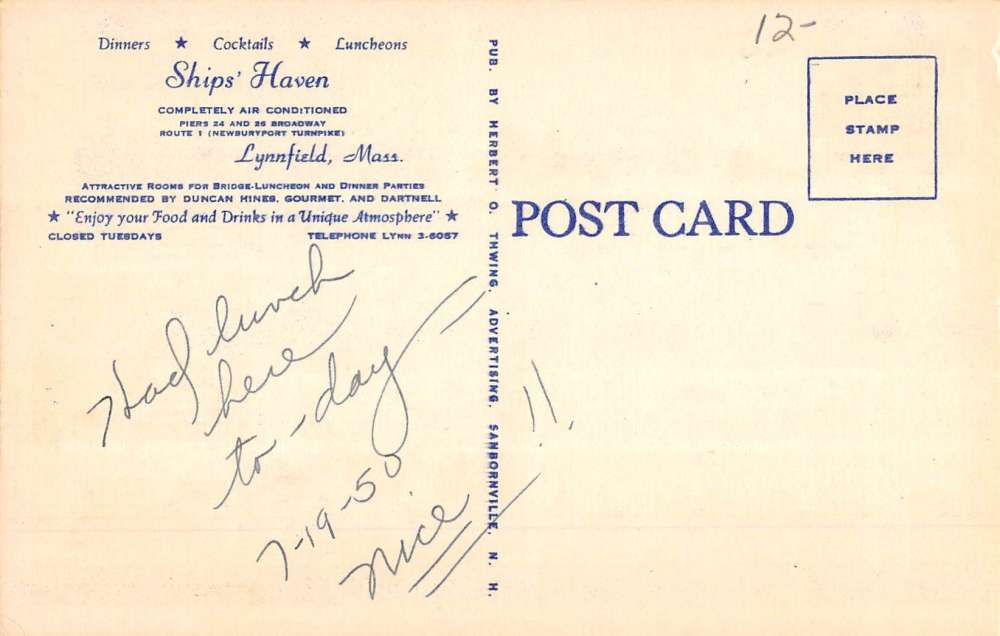 Dinners ★ Cocktails ★ Luncheons
Ships' Haven
COMPLETELY AIR CONDITIONED
PIERS 24 AND 26 BROADWAY
ROUTE 1 (NEWBURYPORT TURNPIKE)
Lynnfield, Mass.
ATTRACTIVE ROOMS FOR BRIDGE-LUNCHEON AND DINNER PARTIES
RECOMMENDED BY DUNCAN HINES, GOURMET, AND DARTNELL
★ "Enjoy your Food and Drinks in a Unique Atmosphere" ★
CLOSED TUESDAYS TELEPHONE LYNN 3-6057
Had lunch
here
to-day
7-19-50
Nice!!
PUB. BY HERBERT O. THWING, ADVERTISING, SANBORNVILLE, N. H.
12-
PLACE
STAMP
HERE
POST CARD